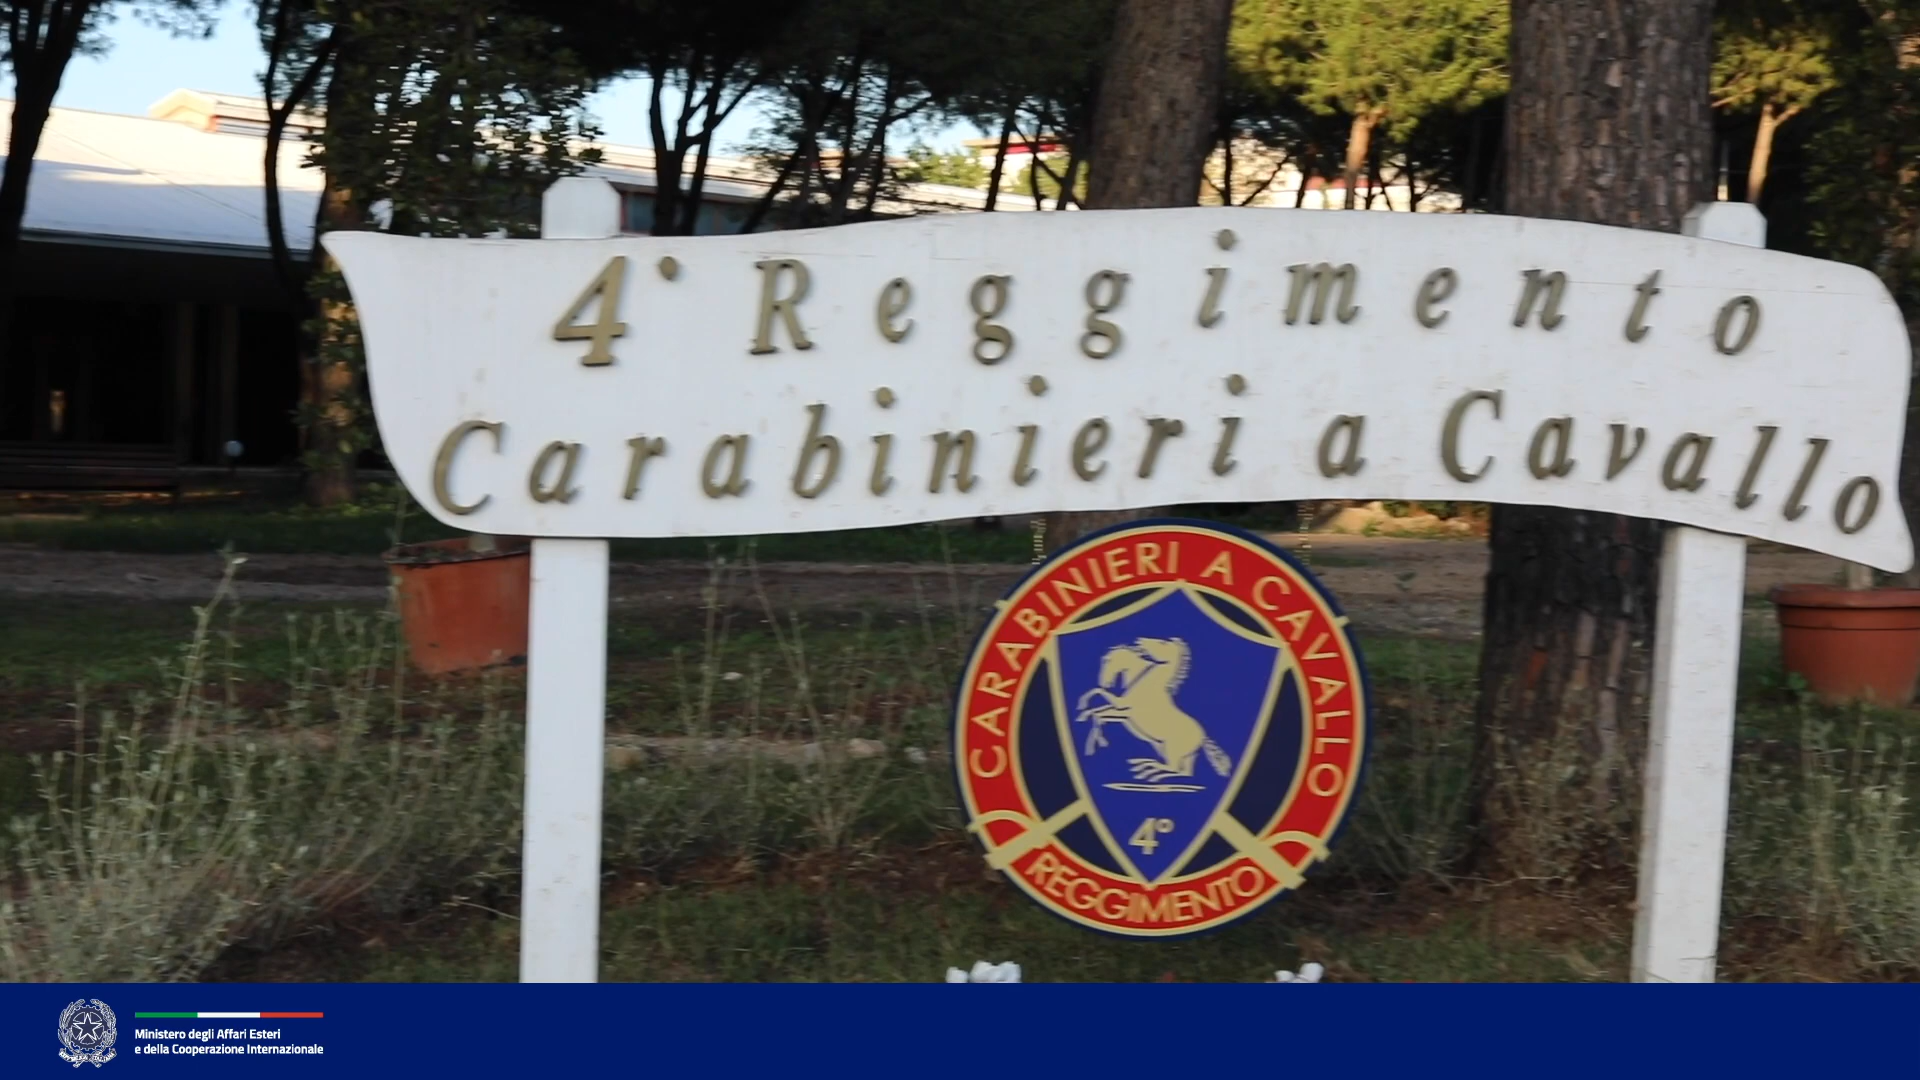 4° Reggimento
Carabinieri a Cavallo
CARABINIERI A CAVALLO
4°
REGGIMENTO
Ministero degli Affari Esteri
e della Cooperazione Internazionale